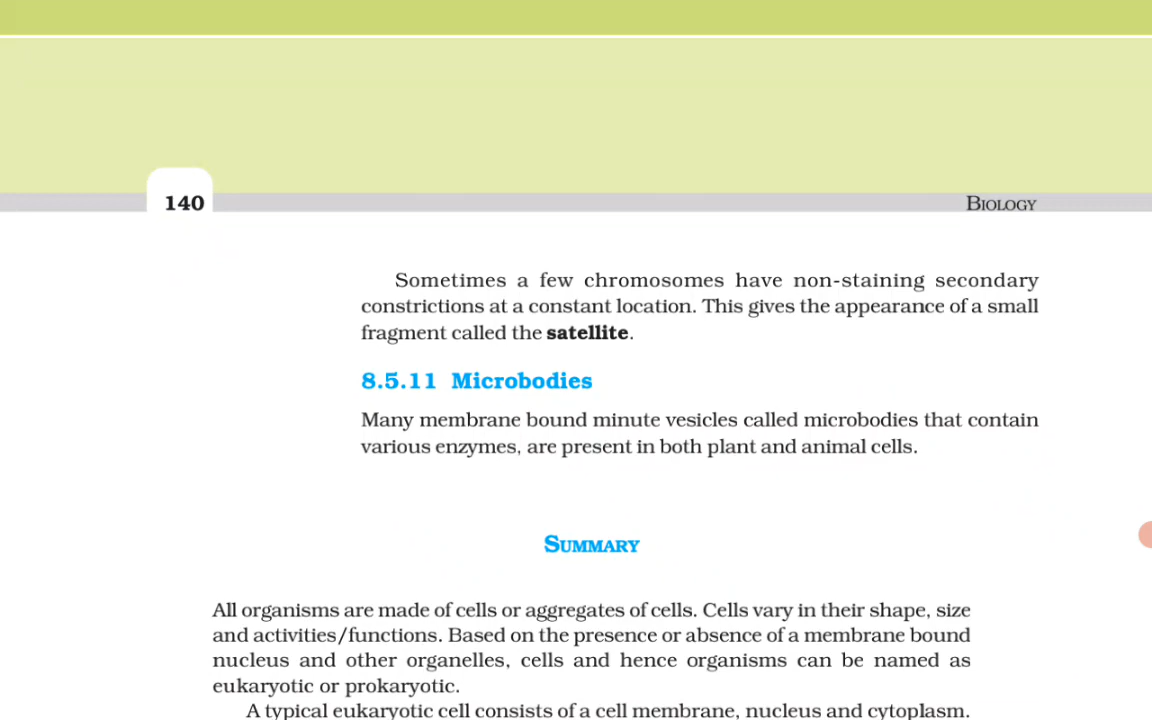 140
BIOLOGY
Sometimes a few chromosomes have non-staining secondary
constrictions at a constant location. This gives the appearance of a small
fragment called the satellite.
8.5.11 Microbodies
Many membrane bound minute vesicles called microbodies that contain
various enzymes, are present in both plant and animal cells.
SUMMARY
All organisms are made of cells or aggregates of cells. Cells vary in their shape, size
and activities/functions. Based on the presence or absence of a membrane bound
nucleus and other organelles, cells and hence organisms can be named as
eukaryotic or prokaryotic.
A typical eukaryotic cell consists of a cell membrane, nucleus and cytoplasm.